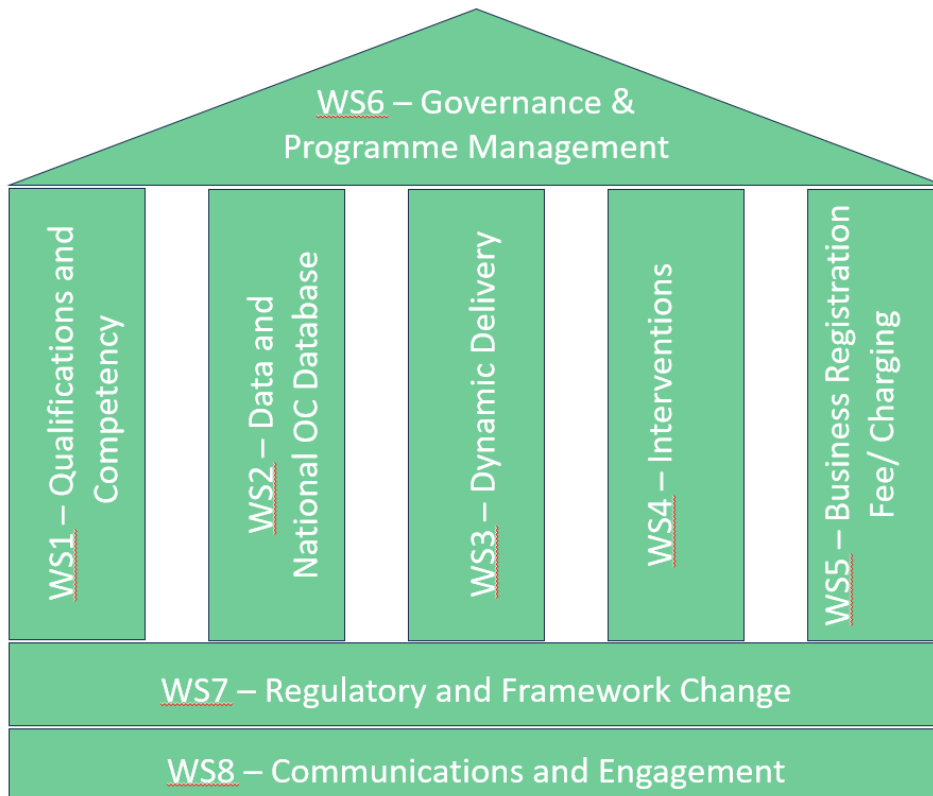 WS6 – Governance &
Programme Management
WS1 – Qualifications and
Competency
WS2 – Data and
National OC Database
WS3 – Dynamic Delivery
WS4 – Interventions
WS5 – Business Registration
Fee/ Charging
WS7 – Regulatory and Framework Change
WS8 – Communications and Engagement